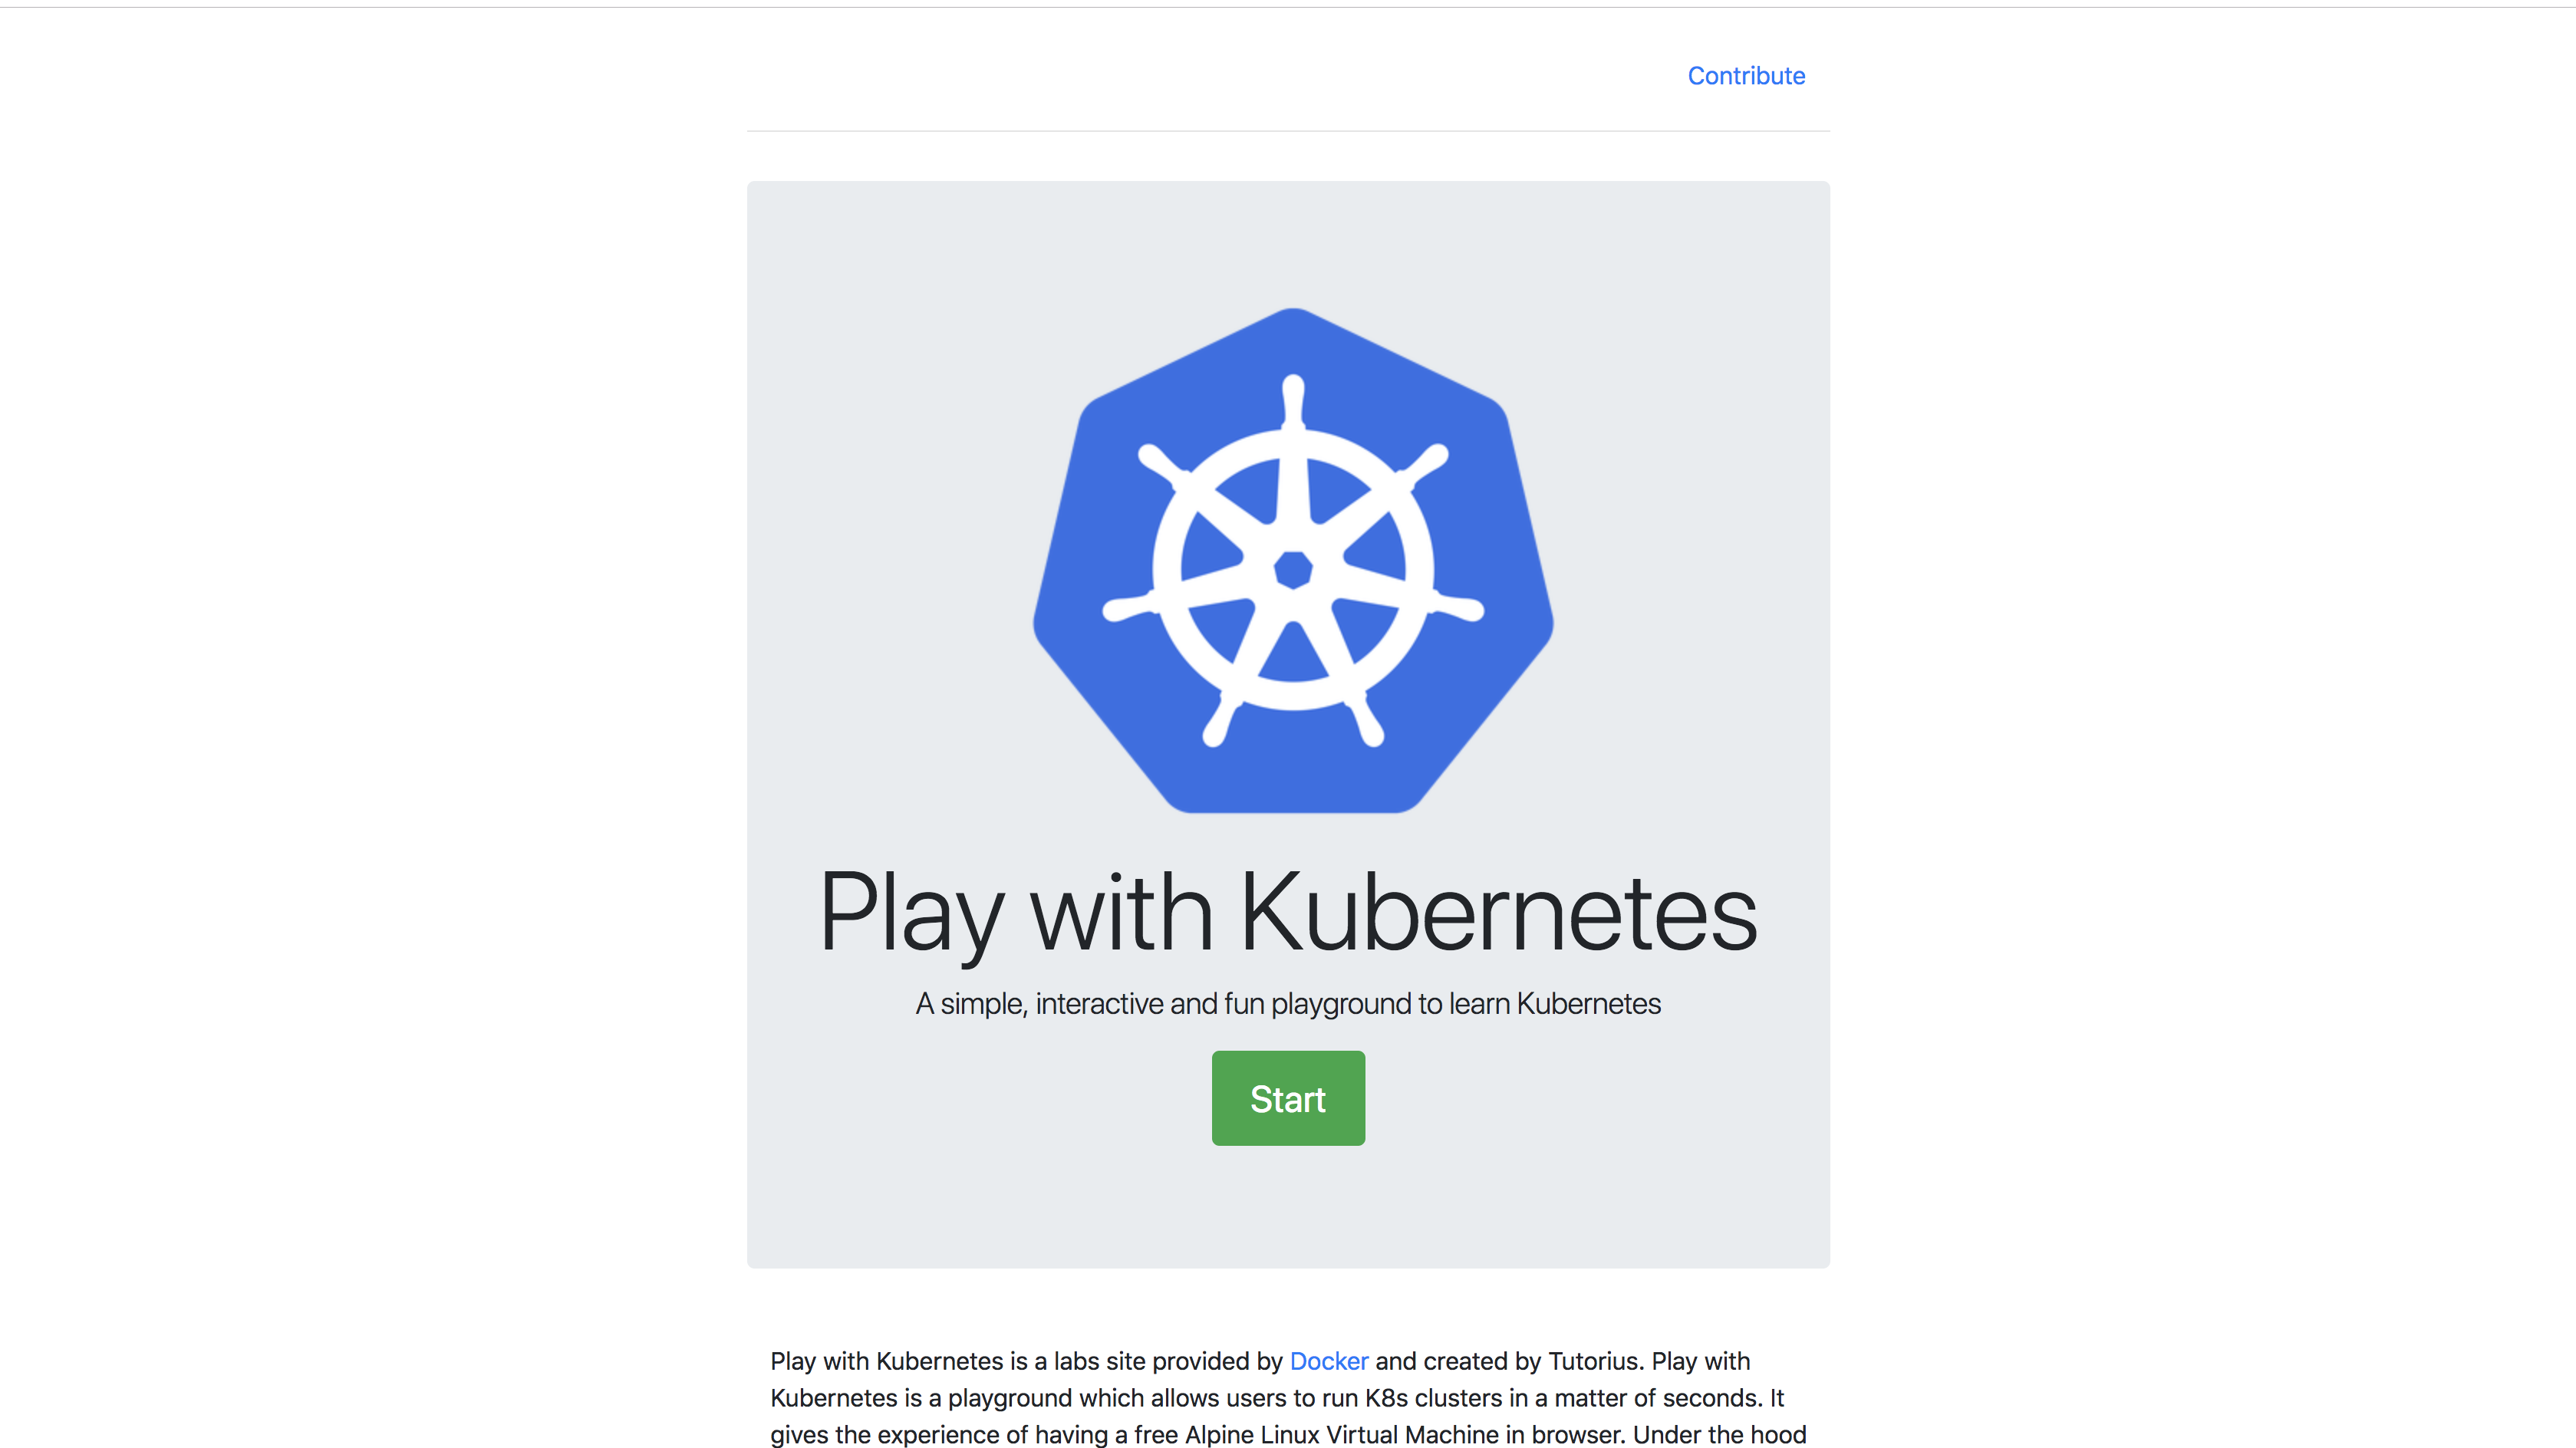 Contribute
Play with Kubernetes
A simple, interactive and fun playground to learn Kubernetes
Start
Play with Kubernetes is a labs site provided by Docker and created by Tutorius. Play with
Kubernetes is a playground which allows users to run K8s clusters in a matter of seconds. It
gives the experience of having a free Alpine Linux Virtual Machine in browser. Under the hood